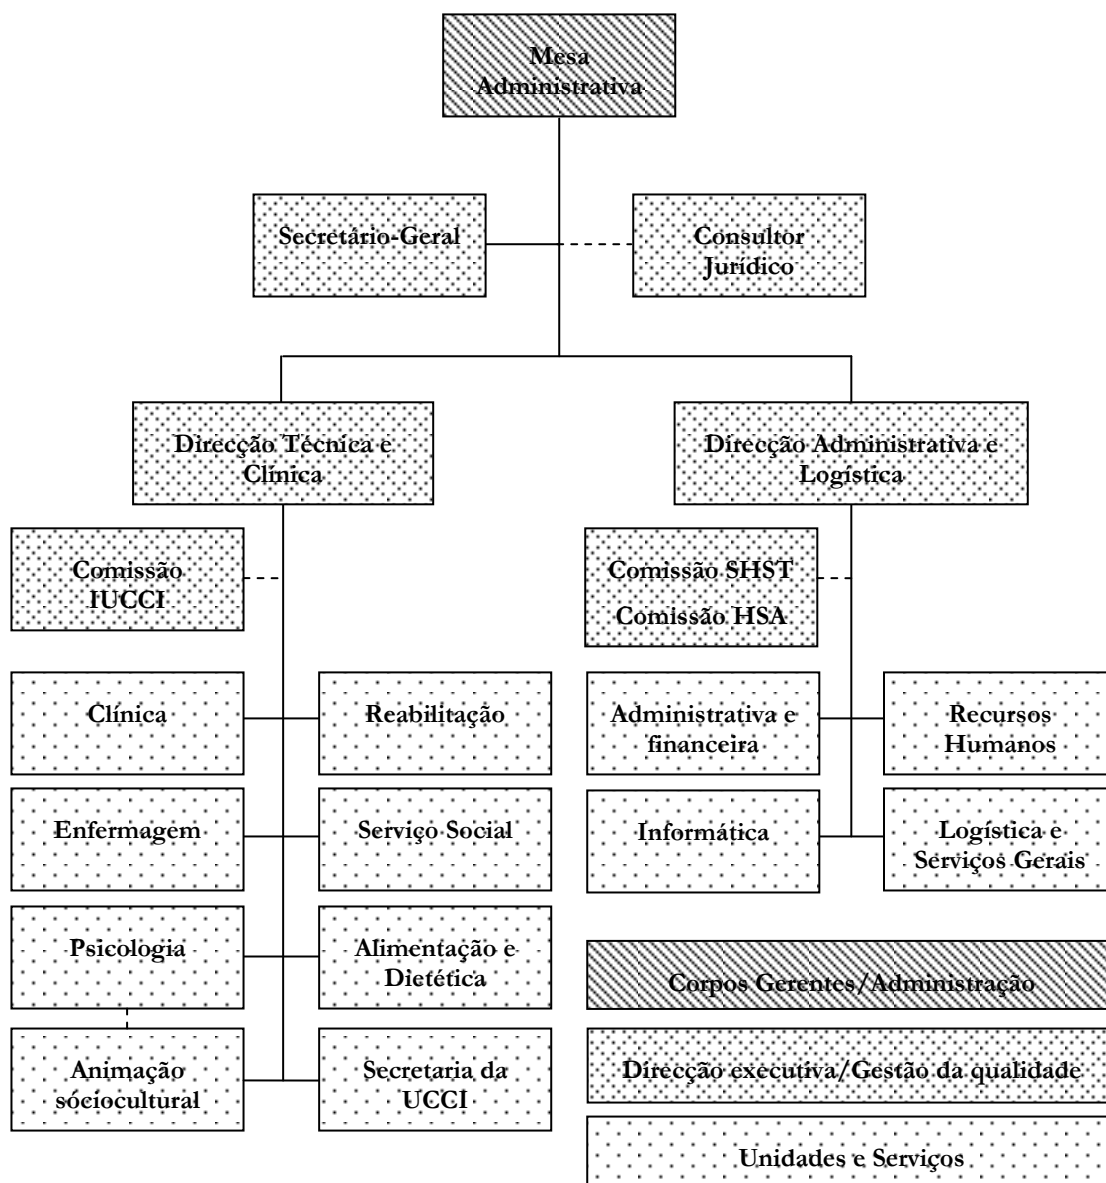 Mesa
Administrativa
Secretário-Geral
Consultor
Jurídico
Direcção Técnica e
Clínica
Direcção Administrativa e
Logística
Comissão
IUCCI
Comissão SHST
Comissão HSA
Clínica
Reabilitação
Administrativa e
financeira
Recursos
Humanos
Enfermagem
Serviço Social
Informática
Logística e
Serviços Gerais
Psicologia
Alimentação e
Dietética
Corpos Gerentes/Administração
Animação
sóciocultural
Secretaria da
UCCI
Direcção executiva/Gestão da qualidade
Unidades e Serviços